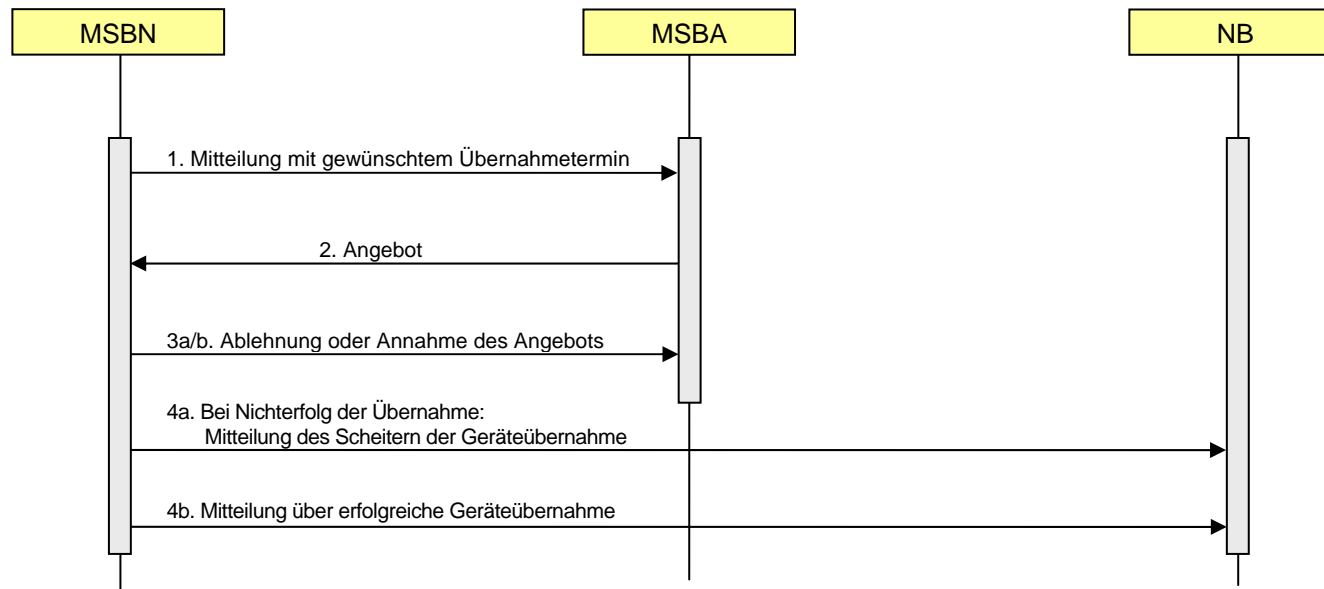 MSBN
MSBA
NB
1. Mitteilung mit gewünschtem Übernahmetermin
2. Angebot
3a/b. Ablehnung oder Annahme des Angebots
4a. Bei Nichterfolg der Übernahme:
Mitteilung des Scheitern der Geräteübernahme
4b. Mitteilung über erfolgreiche Geräteübernahme